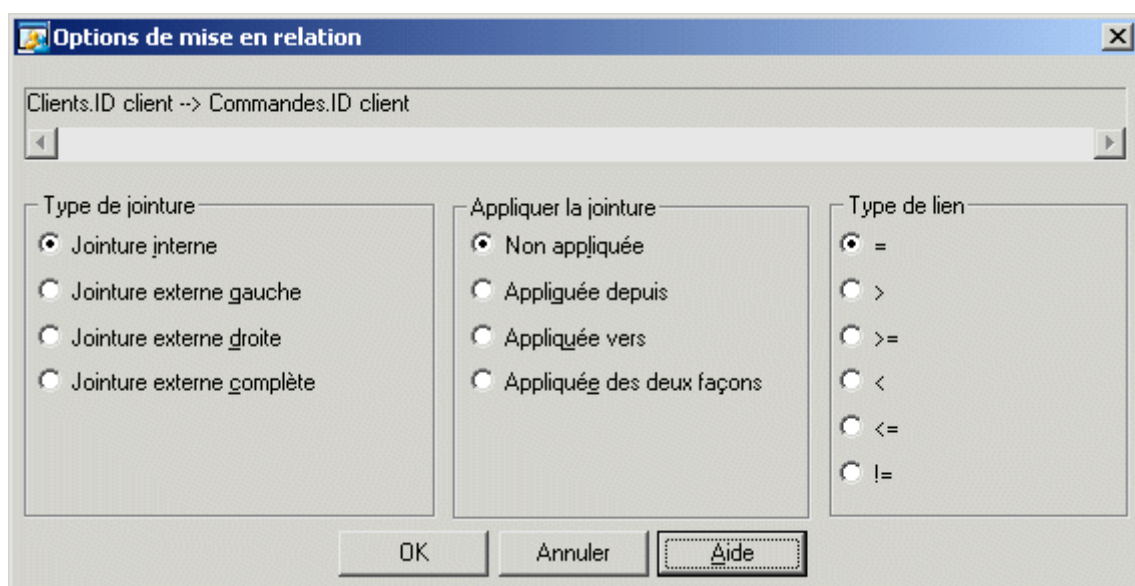 Options de mise en relation
Clients.ID client --> Commandes.ID client
Type de jointure
Jointure interne
Jointure externe gauche
Jointure externe droite
Jointure externe complète
Appliquer la jointure
Non appliquée
Appliquée depuis
Appliquée vers
Appliquée des deux façons
Type de lien
=
>
>=
<
<=
!=
OK
Annuler
Aide